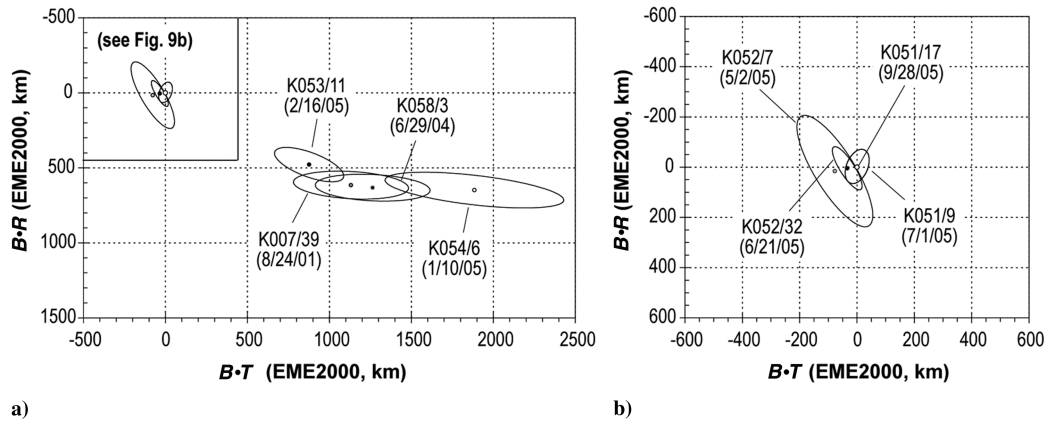 -500
(see Fig. 9b)
0
500
1000
1500
K053/11
(2/16/05)
K058/3
(6/29/04)
K007/39
(8/24/01)
K054/6
(1/10/05)
-500
0
500
1000
1500
2000
2500
B•R (EME2000, km)
B•T (EME2000, km)
a)
-600
-400
-200
0
200
400
600
K052/7
(5/2/05)
K051/17
(9/28/05)
K052/32
(6/21/05)
K051/9
(7/1/05)
-600
-400
-200
0
200
400
600
B•R (EME2000, km)
B•T (EME2000, km)
b)